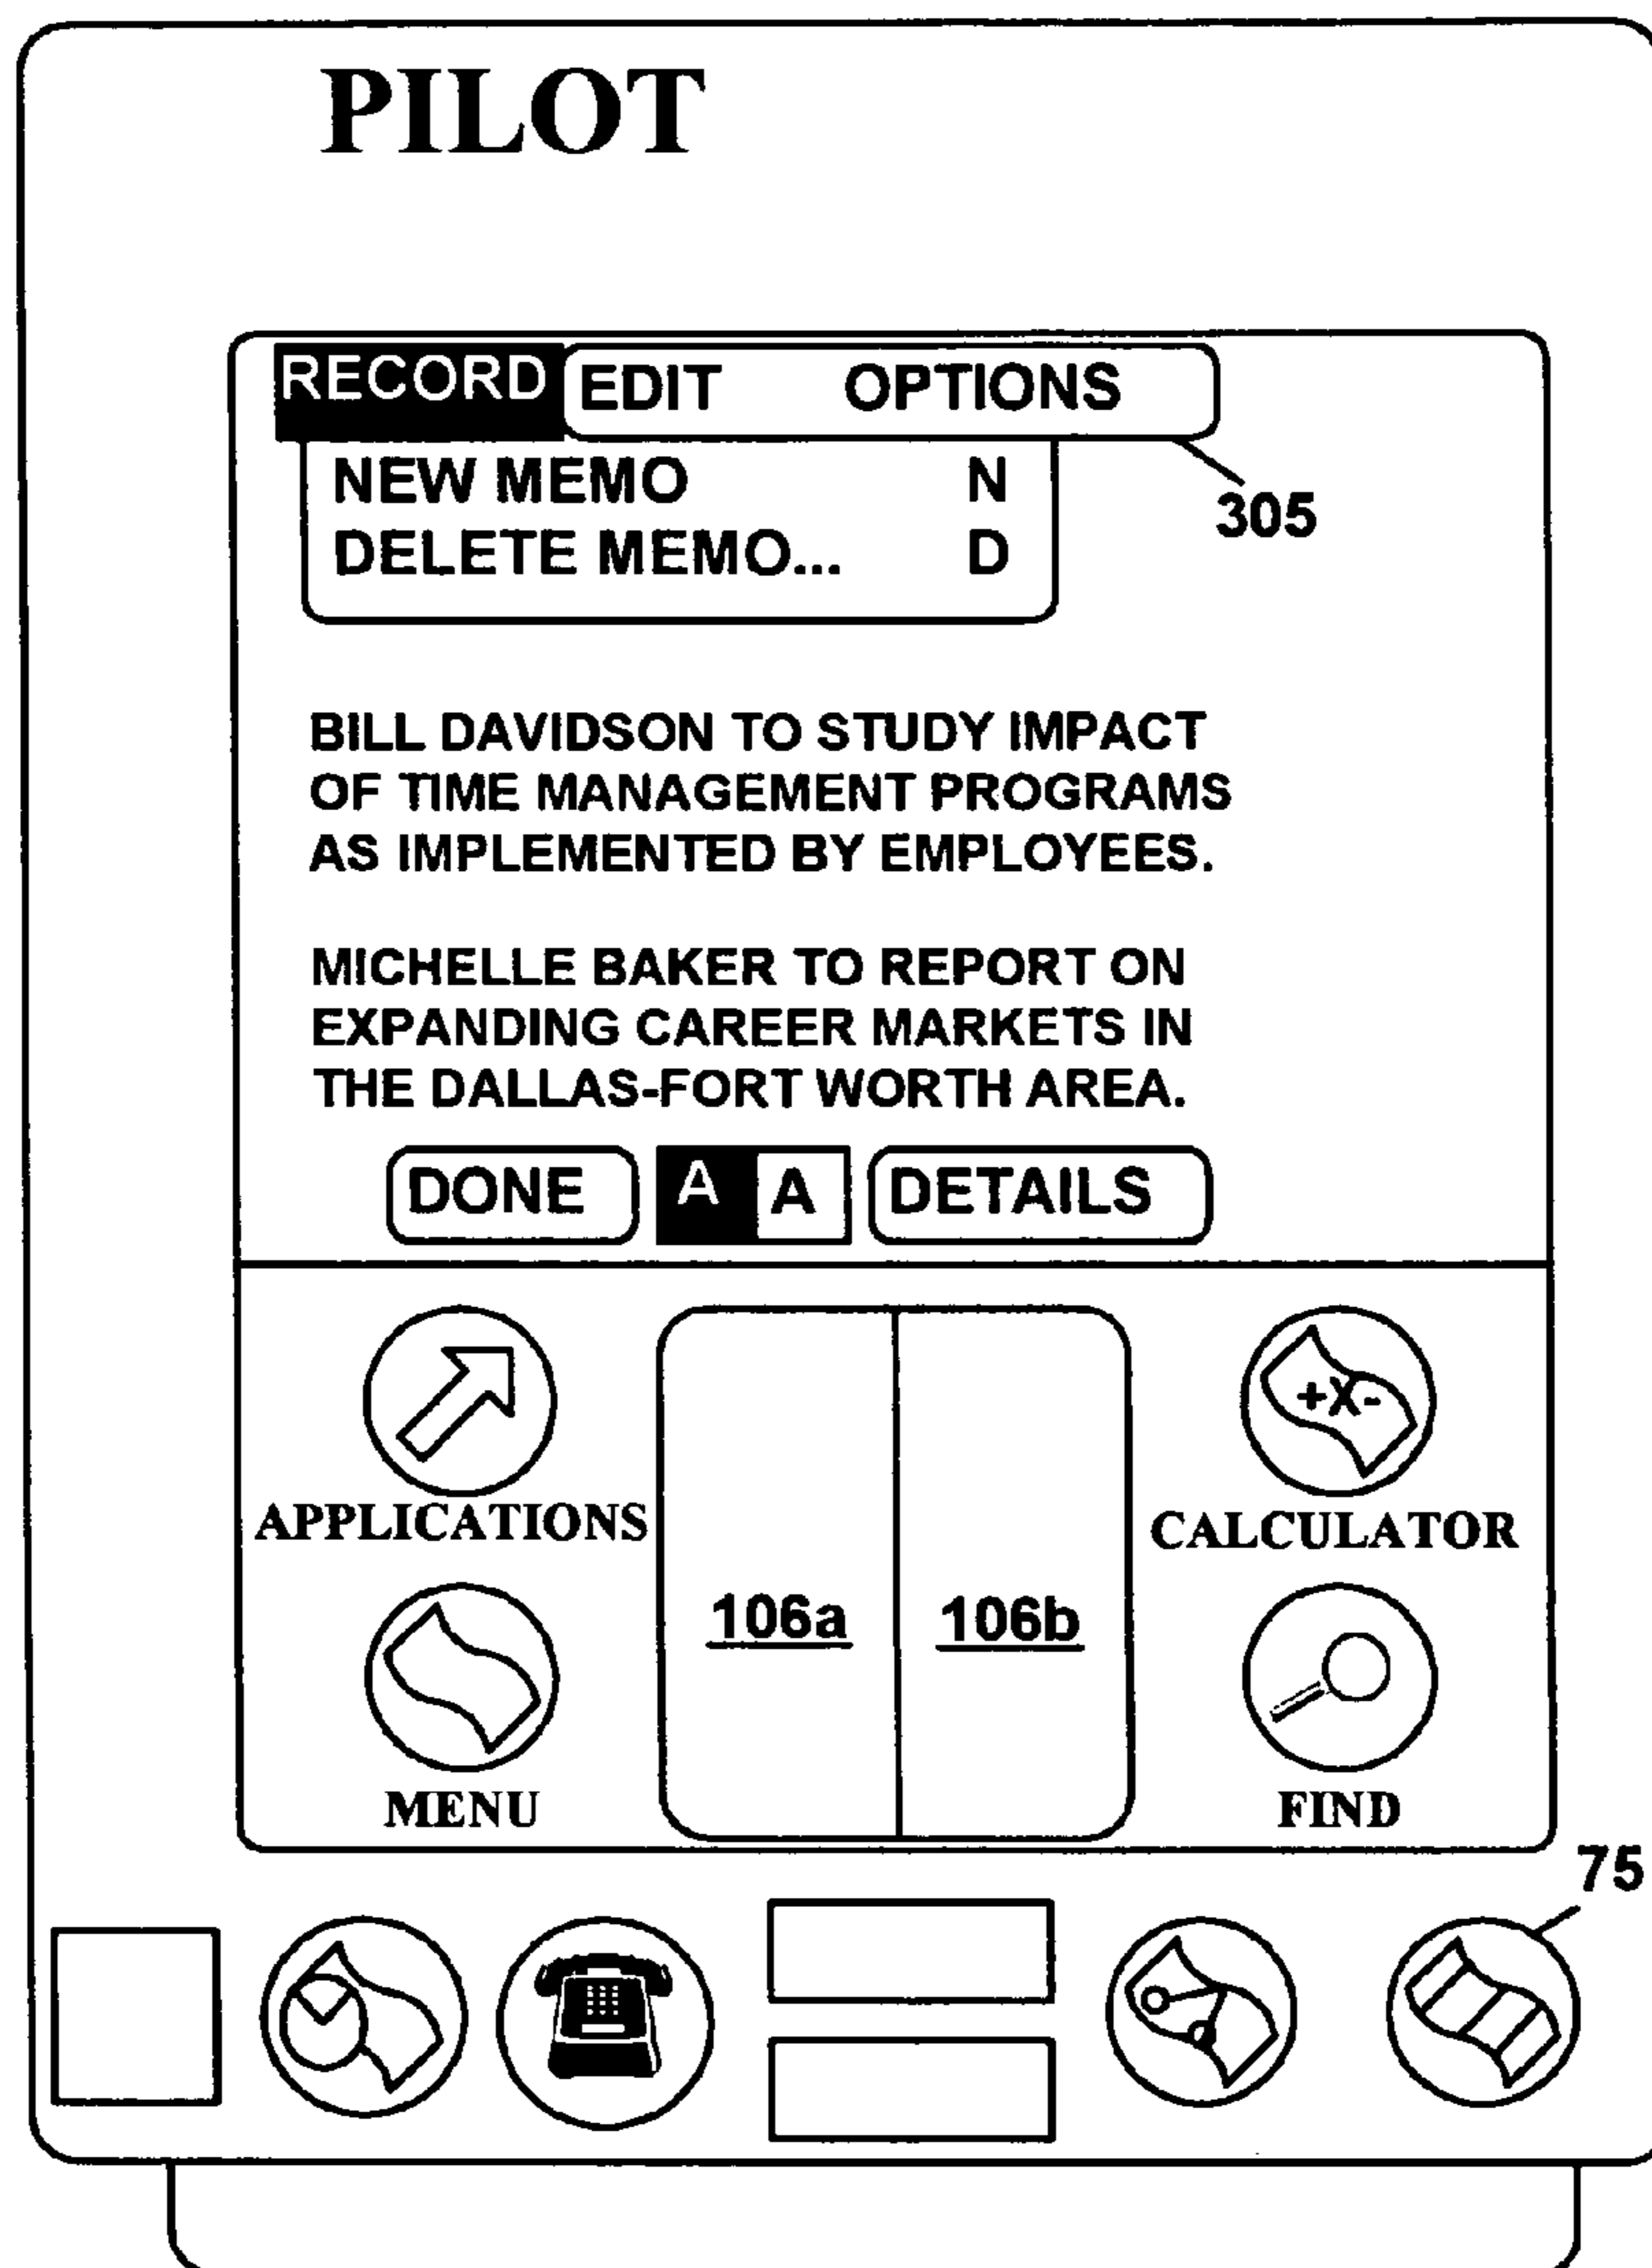 PILOT
RECORD EDIT OPTIONS
NEW MEMO N
305
DELETE MEMO... D
BILL DAVIDSON TO STUDY IMPACT
OF TIME MANAGEMENT PROGRAMS
AS IMPLEMENTED BY EMPLOYEES.
MICHELLE BAKER TO REPORT ON
EXPANDING CAREER MARKETS IN
THE DALLAS-FORT WORTH AREA.
DONE A A DETAILS
+X-
APPLICATIONS CALCULATOR
106a 106b
MENU FIND
75